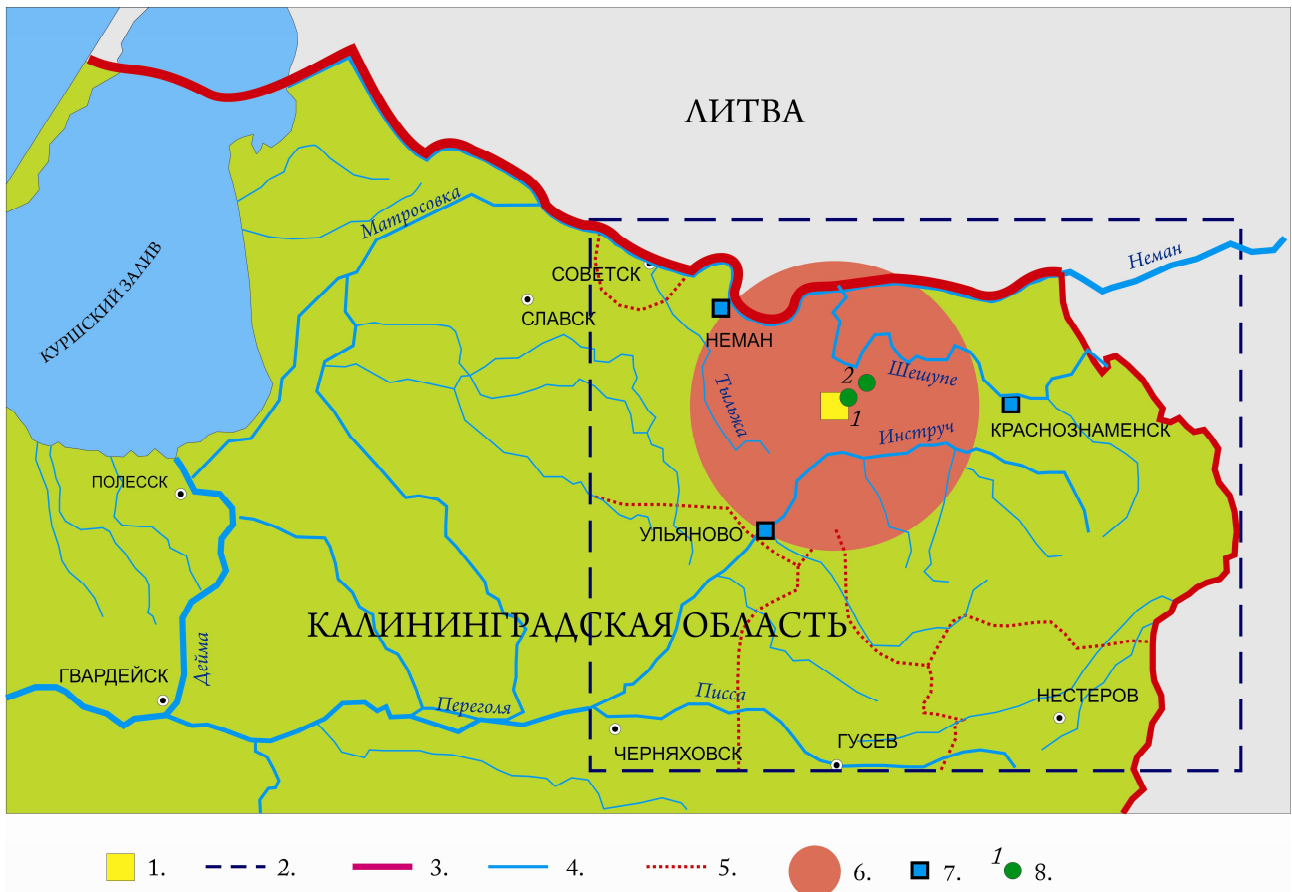 ЛИТВА
Матросовка
Неман
КУРШСКИЙ ЗАЛИВ
СОВЕТСК
СЛАВСК
НЕМАН
Тыльжа
2
Шешупе
1
Инструч
КРАСНОЗНАМЕНСК
ПОЛЕССК
УЛЬЯНОВО
КАЛИНИНГРАДСКАЯ ОБЛАСТЬ
Дейма
ГВАРДЕЙСК
Переголя
Писса
НЕСТЕРОВ
ЧЕРНЯХОВСК
ГУСЕВ
1. 2. 3. 4. 5. 6. 7. 1 8.